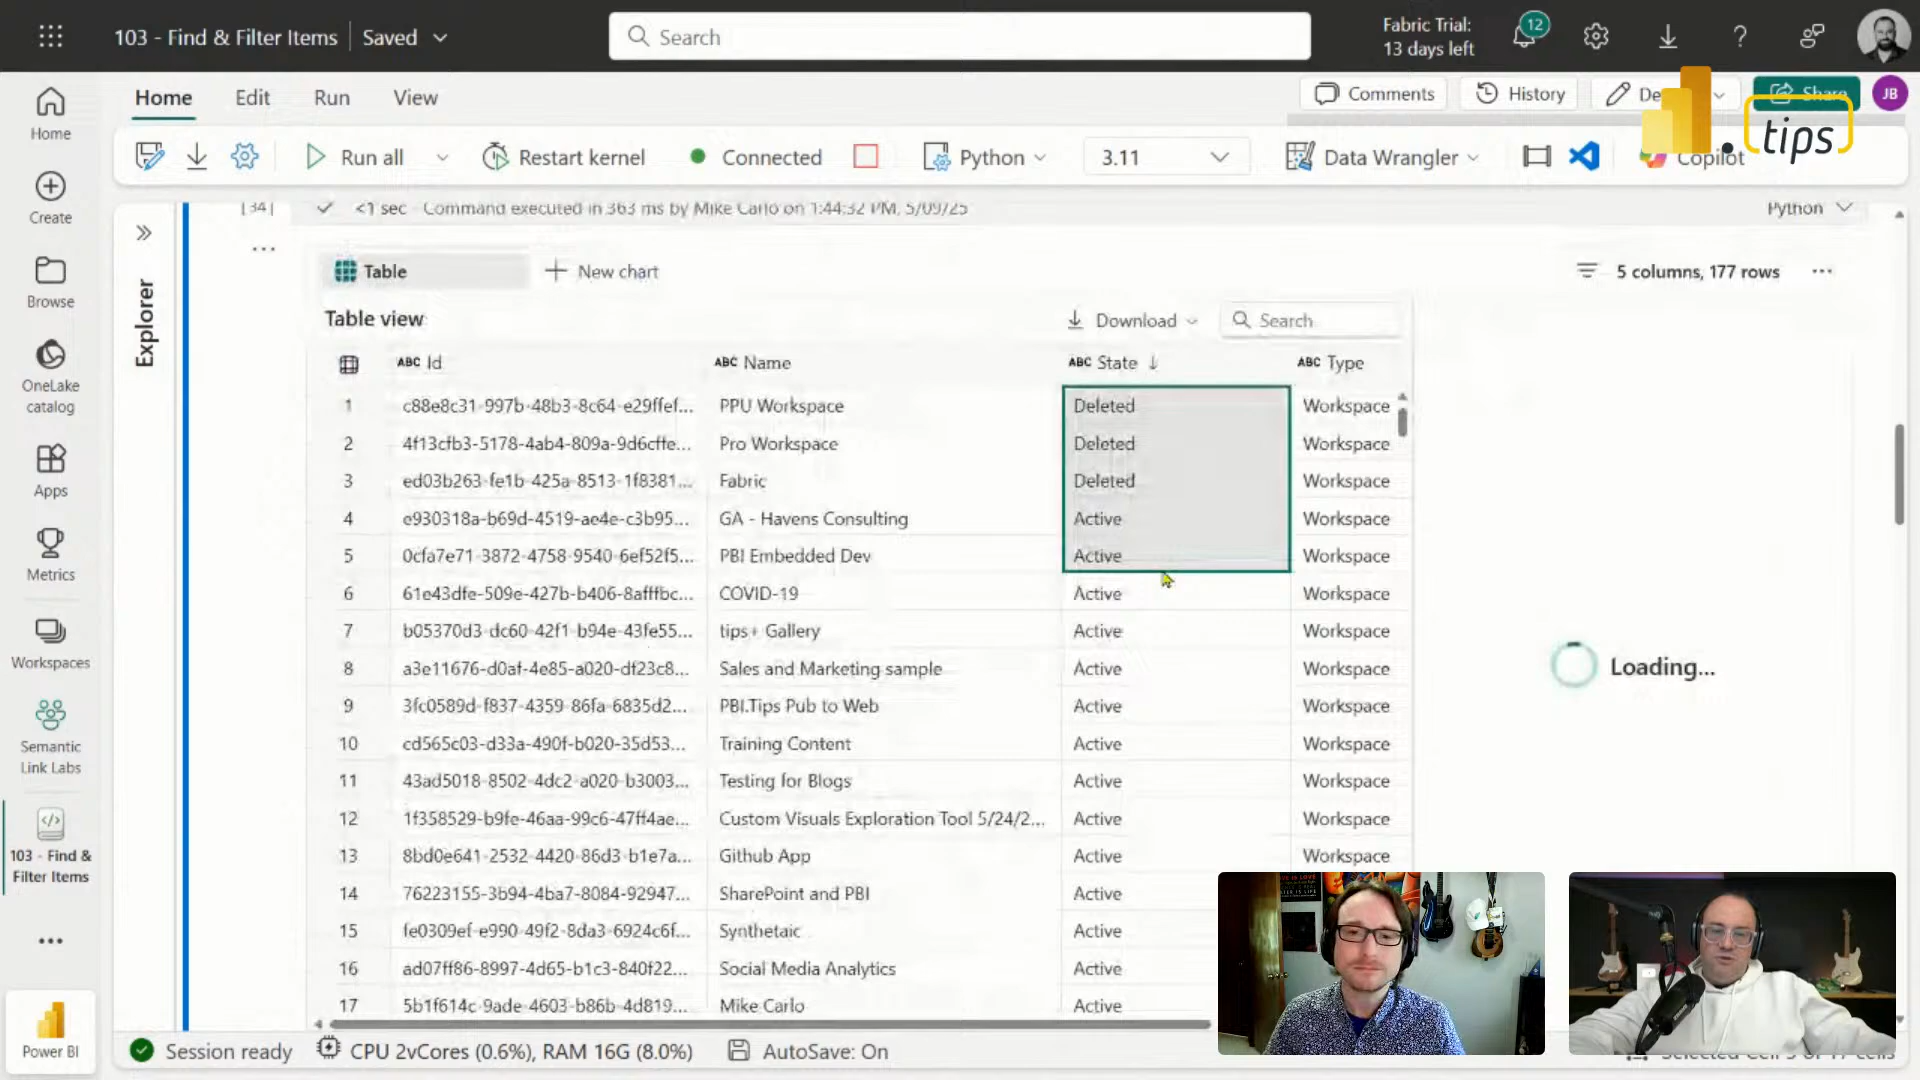 103 - Find & Filter Items
Saved
Search
Fabric Trial:
13 days left
12
Home
Edit
Run
View
Comments
History
Share
JB
.tips
Run all
Restart kernel
Connected
Python
3.11
Data Wrangler
Copilot
Home
Create
Browse
OneLake
catalog
Apps
Metrics
Workspaces
Semantic
Link Labs
103 - Find &
Filter Items
Power BI
Explorer
[34]
<1 sec - Command executed in 363 ms by Mike Carlo on 1:44:32 PM, 5/09/25
Python
Table
New chart
5 columns, 177 rows
Table view
Download
Search
ABC Id
ABC Name
ABC State
ABC Type
1 c88e8c31-997b-48b3-8c64-e29ffef... PPU Workspace Deleted Workspace
2 4f13cfb3-5178-4ab4-809a-9d6cffe... Pro Workspace Deleted Workspace
3 ed03b263-fe1b-425a-8513-1f8381... Fabric Deleted Workspace
4 e930318a-b69d-4519-ae4e-c3b95... GA - Havens Consulting Active Workspace
5 0cfa7e71-3872-4758-9540-6ef52f5... PBI Embedded Dev Active Workspace
6 61e43dfe-509e-427b-b406-8afffbc... COVID-19 Active Workspace
7 b05370d3-dc60-42f1-b94e-43fe55... tips+ Gallery Active Workspace
8 a3e11676-d0af-4e85-a020-df23c8... Sales and Marketing sample Active Workspace
9 3fc0589d-f837-4359-86fa-6835d2... PBI.Tips Pub to Web Active Workspace
10 cd565c03-d33a-490f-b020-35d53... Training Content Active Workspace
11 43ad5018-8502-4dc2-a020-b3003... Testing for Blogs Active Workspace
12 1f358529-b9fe-46aa-99c6-47ff4ae... Custom Visuals Exploration Tool 5/24/2... Active Workspace
13 8bd0e641-2532-4420-86d3-b1e7a... Github App Active Workspace
14 76223155-3b94-4ba7-8084-92947... SharePoint and PBI Active
15 fe0309ef-e990-49f2-8da3-6924c6f... Synthetaic Active
16 ad07ff86-8997-4d65-b1c3-840f22... Social Media Analytics Active
17 5b1f614c-9ade-4603-b86b-4d819... Mike Carlo Active
Loading...
Session ready
CPU 2vCores (0.6%), RAM 16G (8.0%)
AutoSave: On